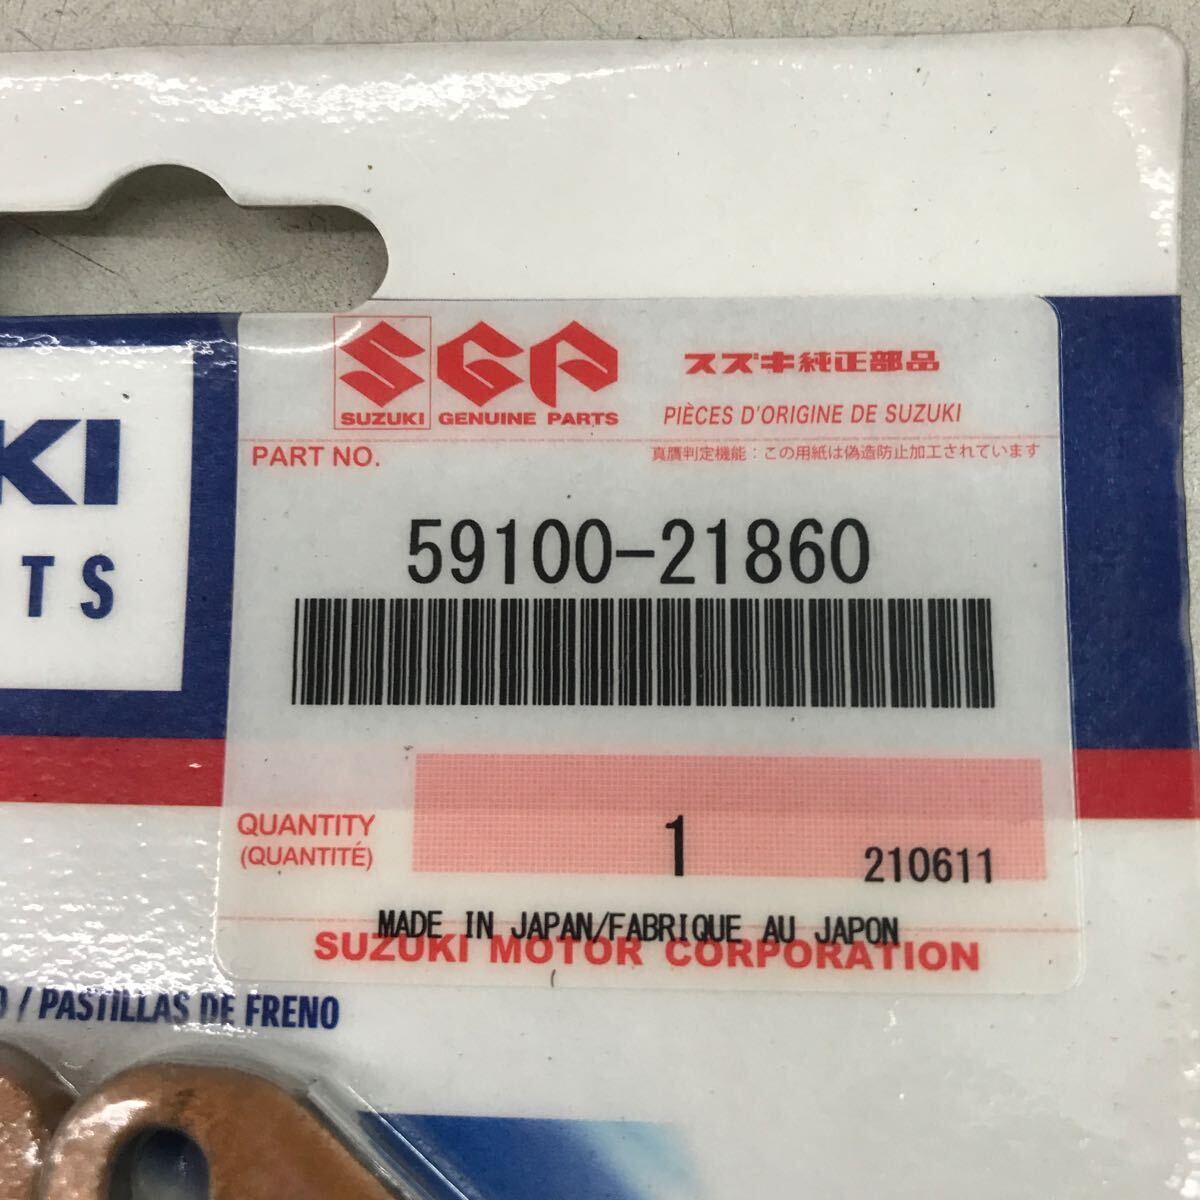 SUZUKI
SGP
GENUINE PARTS
スズキ純正部品
PIÈCES D'ORIGINE DE SUZUKI
PART NO.
真贋判定機能：この用紙は偽造防止加工されています
KI
TS
59100-21860
QUANTITY
(QUANTITÉ)
1
210611
MADE IN JAPAN/FABRIQUE AU JAPON
SUZUKI MOTOR CORPORATION
/ PASTILLAS DE FRENO